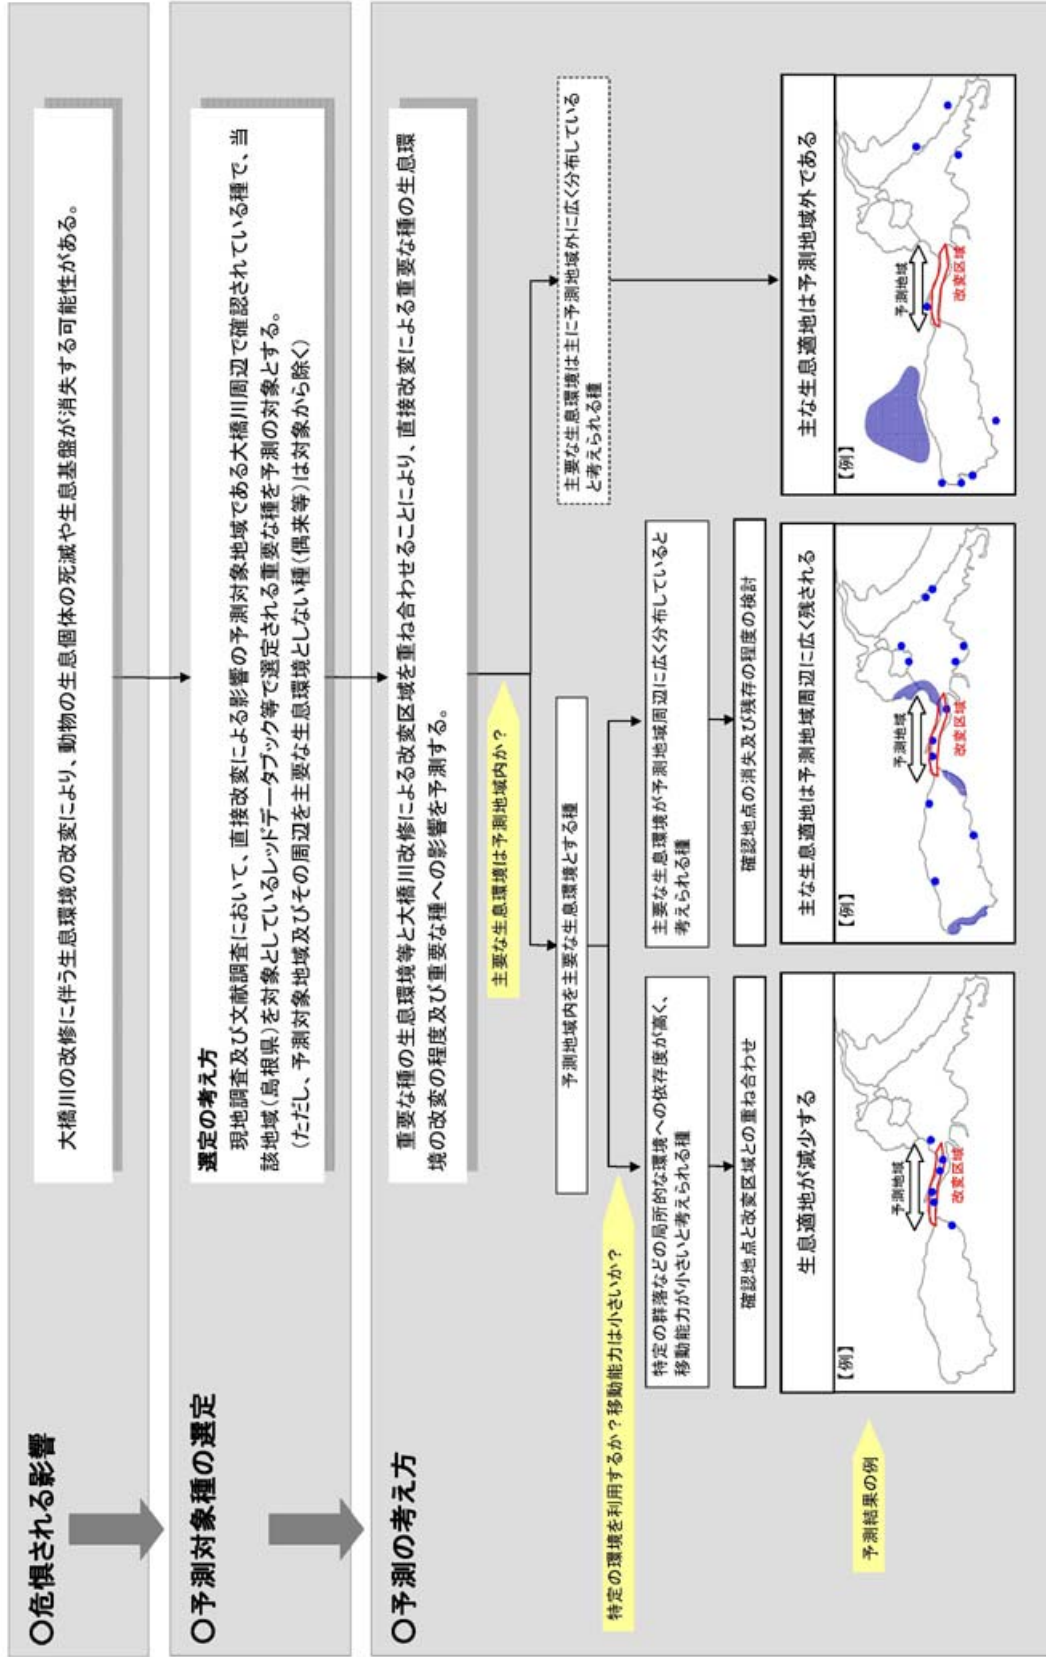 ○危惧される影響
大橋川の改修に伴う生息環境の改変により、動物の生息個体の死滅や生息基盤が消失する可能性がある。
○予測対象種の選定
選定の考え方
現地調査及び文献調査において、直接改変による影響の予測対象地域である大橋川周辺で確認されている種で、当
該地域(島根県)を対象としているレッドデータブック等で選定される重要な種を予測の対象とする。
(ただし、予測対象地域及びその周辺を主要な生息環境としない種(偶来等)は対象から除く)
○予測の考え方
重要な種の生息環境等と大橋川改修による改変区域を重ね合わせることにより、直接改変による重要な種の生息環
境の改変の程度及び重要な種への影響を予測する。
主要な生息環境は予測地域内か?
予測地域内を主要な生息環境とする種
主要な生息環境は主に予測地域外に広く分布している
と考えられる種
特定の環境を利用するか?移動能力は小さいか?
特定の群落などの局所的な環境への依存度が高く、
移動能力が小さいと考えられる種
主要な生息環境が予測地域周辺に広く分布していると
考えられる種
確認地点と改変区域との重ね合わせ
確認地点の消失及び残存の程度の検討
予測結果の例
生息適地が減少する
【例】
予測地域
改変区域
主な生息適地は予測地域周辺に広く残される
【例】
予測地域
改変区域
主な生息適地は予測地域外である
【例】
予測地域
改変区域